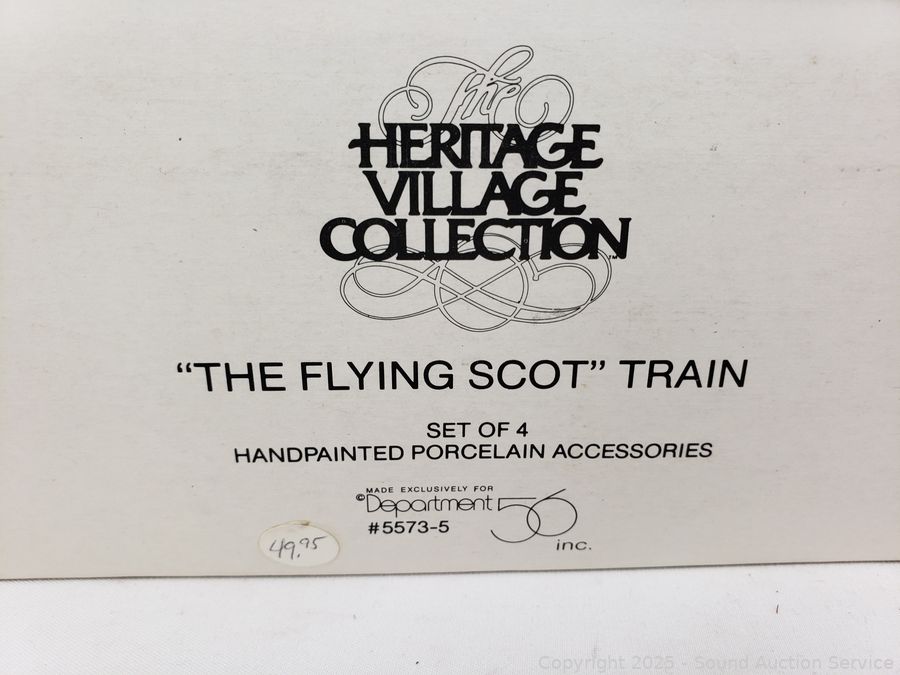 The
HERITAGE
VILLAGE
COLLECTION™
“THE FLYING SCOT” TRAIN
SET OF 4
HANDPAINTED PORCELAIN ACCESSORIES
MADE EXCLUSIVELY FOR
©Department 56
#5573-5
inc.
49.95
Copyright 2025 - Sound Auction Service